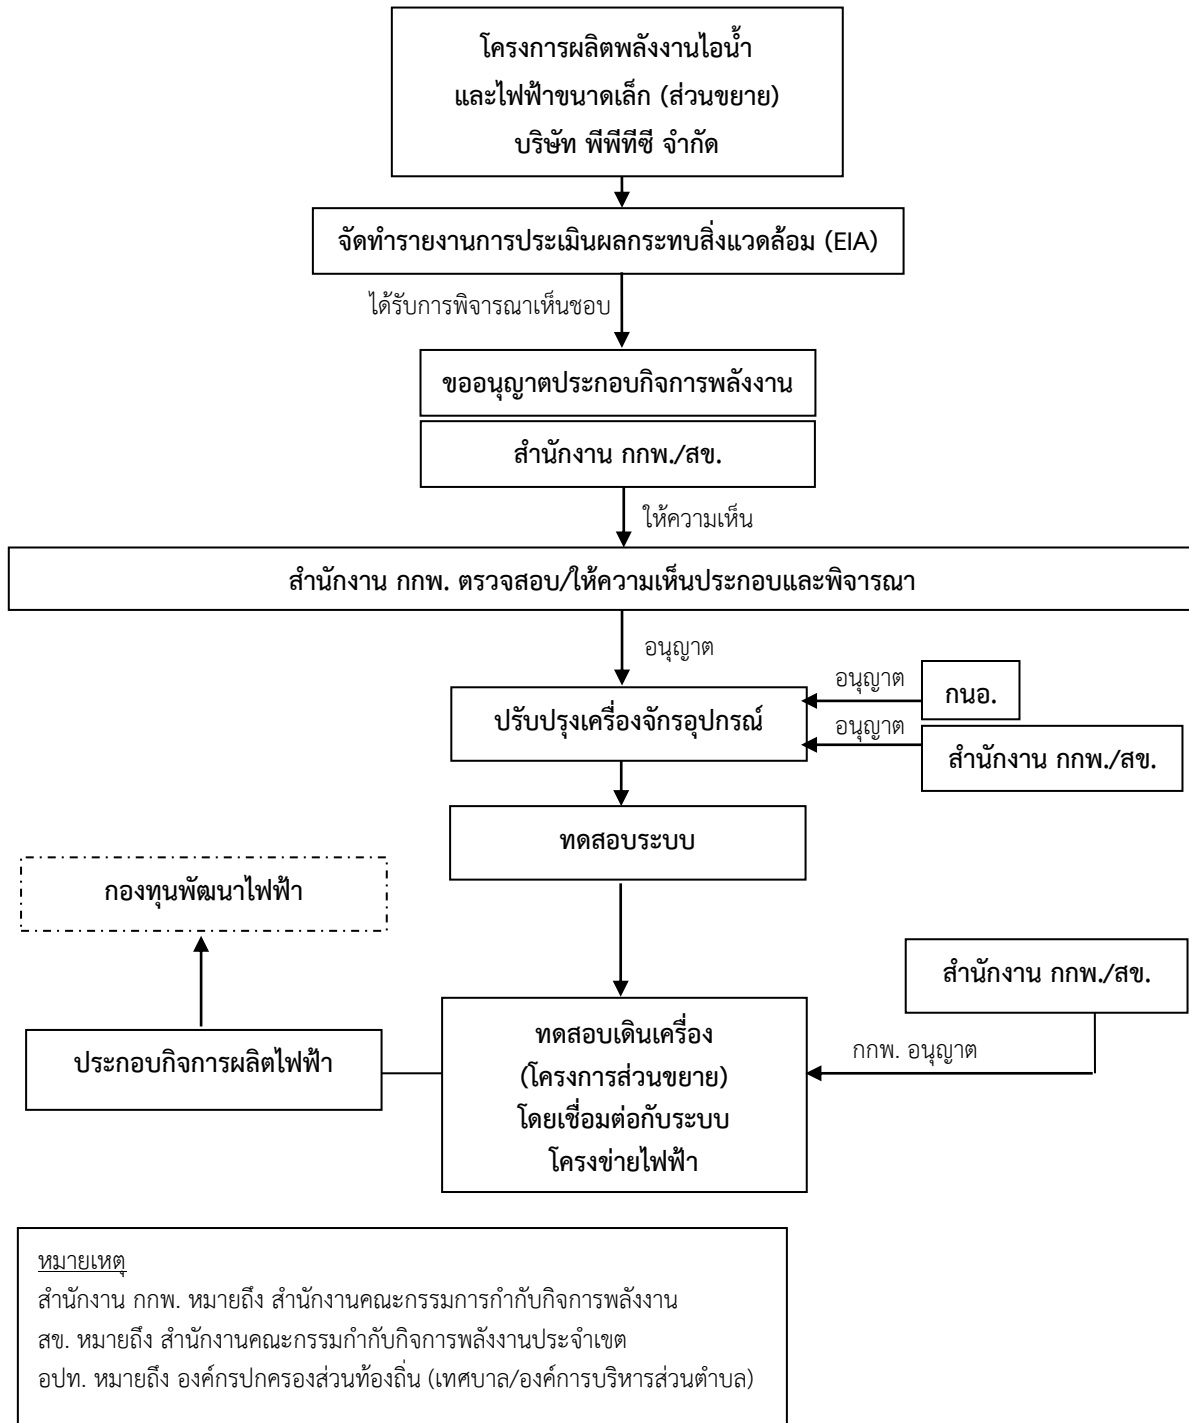 โครงการผลิตพลังงานไอน้ำ
และไฟฟ้าขนาดเล็ก (ส่วนขยาย)
บริษัท พีพีทีซี จำกัด
จัดทำรายงานการประเมินผลกระทบสิ่งแวดล้อม (EIA)
ได้รับการพิจารณาเห็นชอบ
ขออนุญาตประกอบกิจการพลังงาน
สำนักงาน กกพ./สข.
ให้ความเห็น
สำนักงาน กกพ. ตรวจสอบ/ให้ความเห็นประกอบและพิจารณา
อนุญาต
อนุญาต
กนอ.
ปรับปรุงเครื่องจักรอุปกรณ์
อนุญาต
สำนักงาน กกพ./สข.
ทดสอบระบบ
กองทุนพัฒนาไฟฟ้า
สำนักงาน กกพ./สข.
ประกอบกิจการผลิตไฟฟ้า
ทดสอบเดินเครื่อง
(โครงการส่วนขยาย)
โดยเชื่อมต่อกับระบบ
โครงข่ายไฟฟ้า
กกพ. อนุญาต
หมายเหตุ
สำนักงาน กกพ. หมายถึง สำนักงานคณะกรรมการกำกับกิจการพลังงาน
สข. หมายถึง สำนักงานคณะกรรมกำกับกิจการพลังงานประจำเขต
อปท. หมายถึง องค์กรปกครองส่วนท้องถิ่น (เทศบาล/องค์การบริหารส่วนตำบล)